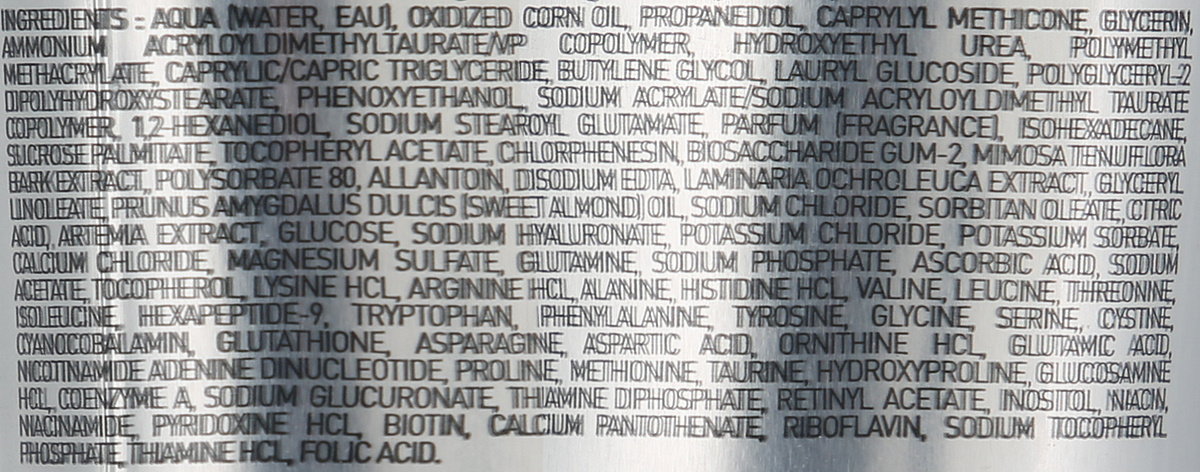 INGREDIENTS : AQUA (WATER, EAU), OXIDIZED CORN OIL, PROPANEDIOL, CAPRYLYL METHICONE, GLYCERIN,
AMMONIUM ACRYLOYLDIMETHYLTAURATE/VP COPOLYMER, HYDROXYETHYL UREA, POLYMETHYL
METHACRYLATE, CAPRYLIC/CAPRIC TRIGLYCERIDE, BUTYLENE GLYCOL, LAURYL GLUCOSIDE, POLYGLYCERYL-2
DIPOLYHYDROXYSTEARATE, PHENOXYETHANOL, SODIUM ACRYLATE/SODIUM ACRYLOYLDIMETHYL TAURATE
COPOLYMER, 1,2-HEXANEDIOL, SODIUM STEAROYL GLUTAMATE, PARFUM (FRAGRANCE), ISOHEXADECANE,
SUCROSE PALMITATE, TOCOPHERYL ACETATE, CHLORPHENESIN, BIOSACCHARIDE GUM-2, MIMOSA TENUIFLORA
BARK EXTRACT, POLYSORBATE 80, ALLANTOIN, DISODIUM EDTA, LAMINARIA OCHROLEUCA EXTRACT, GLYCERYL
LINOLEATE, PRUNUS AMYGDALUS DULCIS (SWEET ALMOND) OIL, SODIUM CHLORIDE, SORBITAN OLEATE, CITRIC
ACID, ARTEMIA EXTRACT, GLUCOSE, SODIUM HYALURONATE, POTASSIUM CHLORIDE, POTASSIUM SORBATE,
CALCIUM CHLORIDE, MAGNESIUM SULFATE, GLUTAMINE, SODIUM PHOSPHATE, ASCORBIC ACID, SODIUM
ACETATE, TOCOPHEROL, LYSINE HCL, ARGININE HCL, ALANINE, HISTIDINE HCL, VALINE, LEUCINE, THREONINE,
ISOLEUCINE, HEXAPEPTIDE-9, TRYPTOPHAN, PHENYLALANINE, TYROSINE, GLYCINE, SERINE, CYSTINE,
CYANOCOBALAMIN, GLUTATHIONE, ASPARAGINE, ASPARTIC ACID, ORNITHINE HCL, GLUTAMIC ACID,
NICOTINAMIDE ADENINE DINUCLEOTIDE, PROLINE, METHIONINE, TAURINE, HYDROXYPROLINE, GLUCOSAMINE
HCL, COENZYME A, SODIUM GLUCURONATE, THIAMINE DIPHOSPHATE, RETINYL ACETATE, INOSITOL, NIACIN,
NIACINAMIDE, PYRIDOXINE HCL, BIOTIN, CALCIUM PANTOTHENATE, RIBOFLAVIN, SODIUM TOCOPHERYL
PHOSPHATE, THIAMINE HCL, FOLIC ACID.